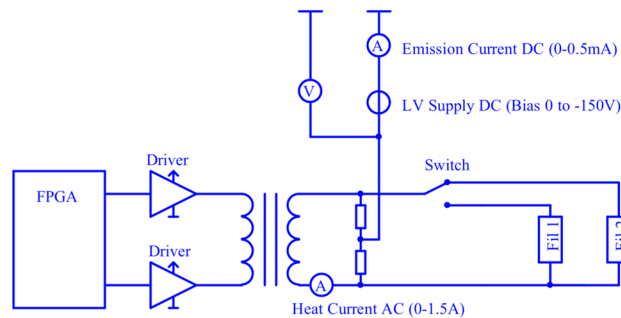 A
Emission Current DC (0-0.5mA)
V
LV Supply DC (Bias 0 to -150V)
Driver
Switch
FPGA
Driver
Fil 1
A
Heat Current AC (0-1.5A)